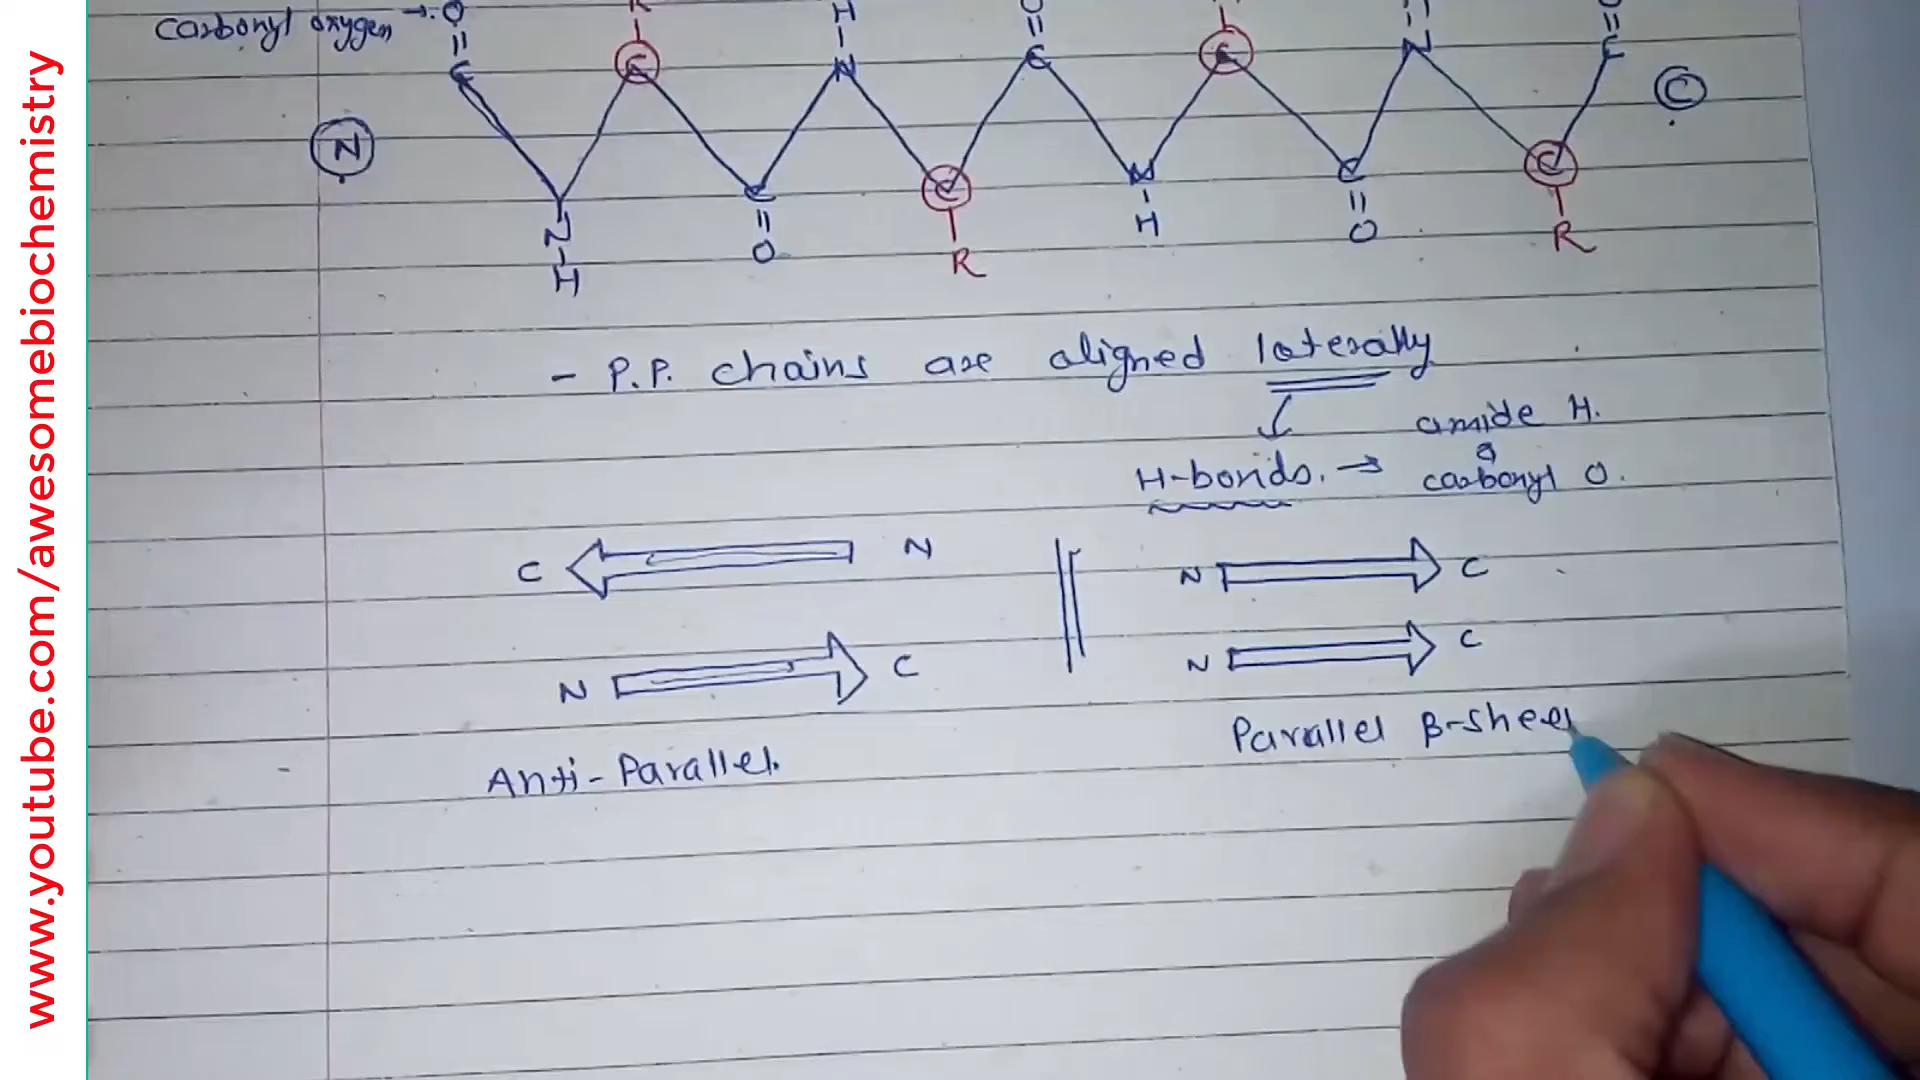 www.youtube.com/awesomebiochemistry
carbonyl oxygen → O
R H O H O
C C N C C N C
N C
C C N C C
N H O
H O R R
- P.P. chains are aligned laterally
amide H.
H-bonds. → carbonyl O.
C N N C
N C N C
Anti-Parallel. Parallel β-sheet